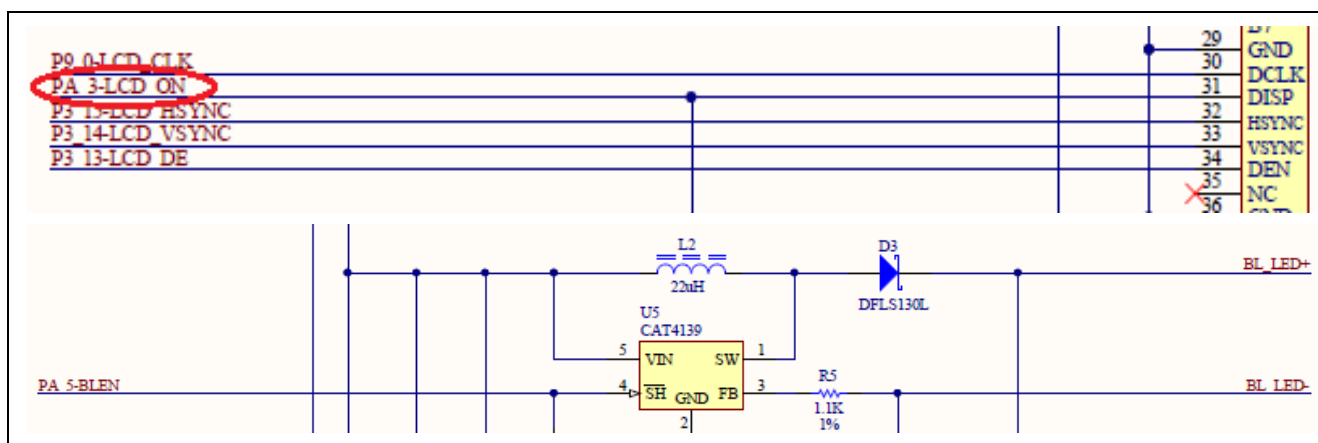 29
GND
P9_0-LCD_CLK 30 DCLK
PA_3-LCD_ON 31 DISP
P3_15-LCD_HSYNC 32 HSYNC
P3_14-LCD_VSYNC 33 VSYNC
P3_13-LCD_DE 34 DEN
35 NC
36
L2 D3
BL_LED+
22uH
DFLS130L
U5
CAT4139
5 VIN SW 1
PA_5-BLEN 4 SH GND FB 3 R5 BL_LED-
2
1.1K
1%